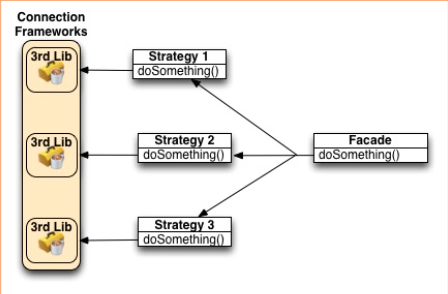 Connection
Frameworks
3rd Lib
Strategy 1
doSomething()
3rd Lib
Strategy 2
doSomething()
Facade
doSomething()
3rd Lib
Strategy 3
doSomething()